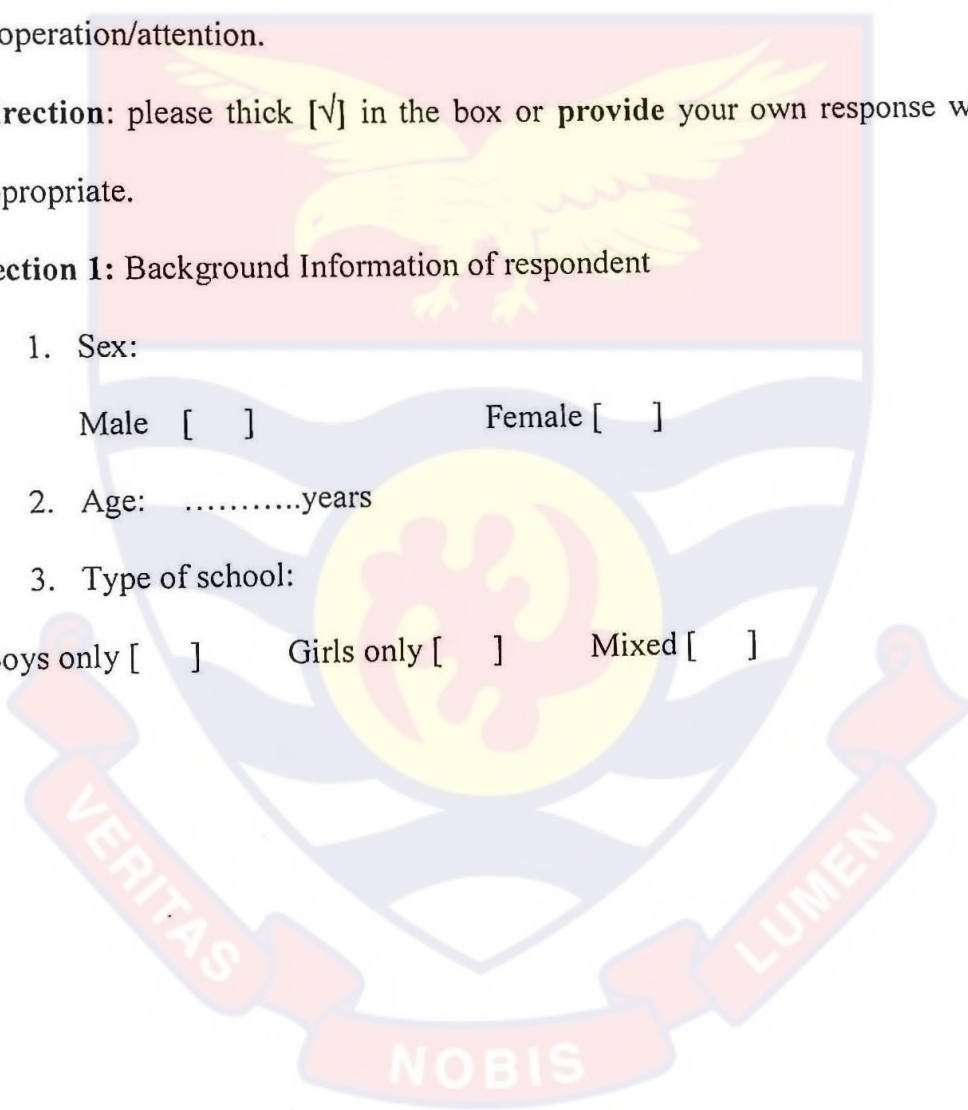 operation/attention.
rection: please thick [√] in the box or provide your own response w
propriate.
ection 1: Background Information of respondent
1. Sex:
Male [ ] Female [ ]
2. Age: ...........years
3. Type of school:
oys only [ ] Girls only [ ] Mixed [ ]
VERITAS
NOBIS
LUMEN